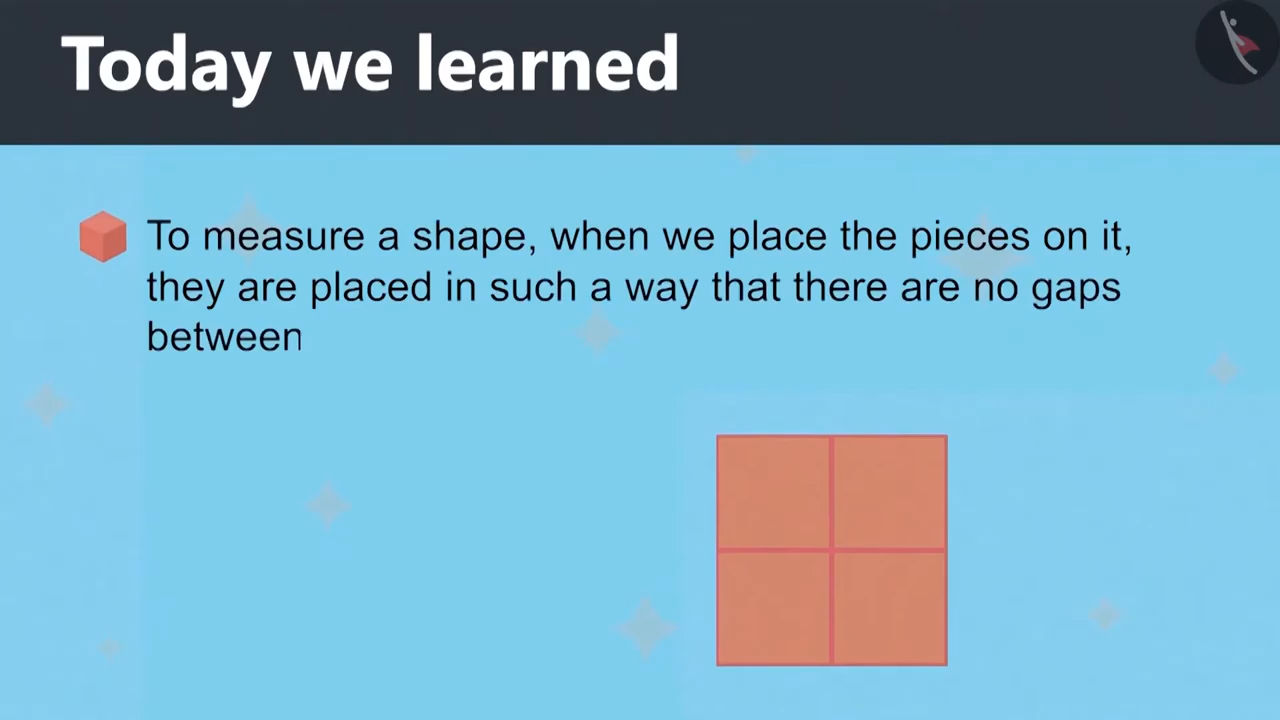 Today we learned
To measure a shape, when we place the pieces on it,
they are placed in such a way that there are no gaps
between